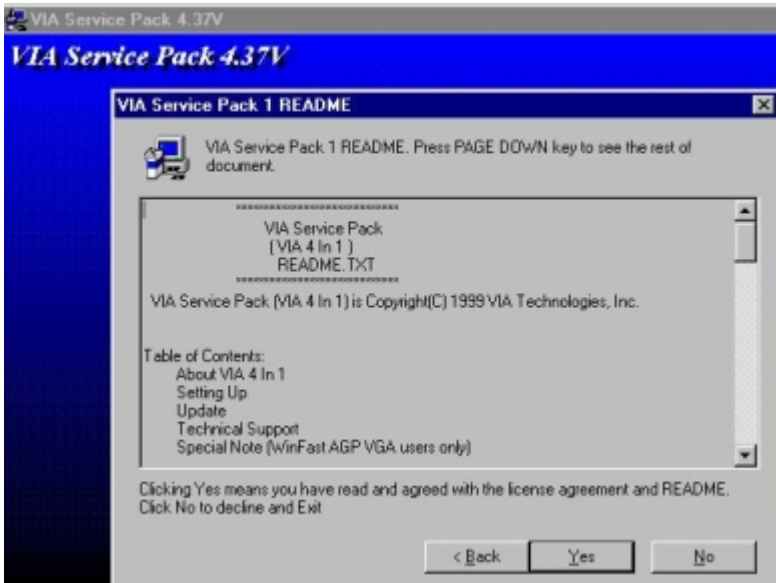 VIA Service Pack 4.37V
VIA Service Pack 4.37V
VIA Service Pack 1 README
VIA Service Pack 1 README. Press PAGE DOWN key to see the rest of
document.
VIA Service Pack
( VIA 4 In 1 )
README.TXT
VIA Service Pack (VIA 4 In 1) is Copyright(C) 1999 VIA Technologies, Inc.
Table of Contents:
About VIA 4 In 1
Setting Up
Update
Technical Support
Special Note (WinFast AGP VGA users only)
Clicking Yes means you have read and agreed with the license agreement and README.
Click No to decline and Exit
< Back
Yes
No